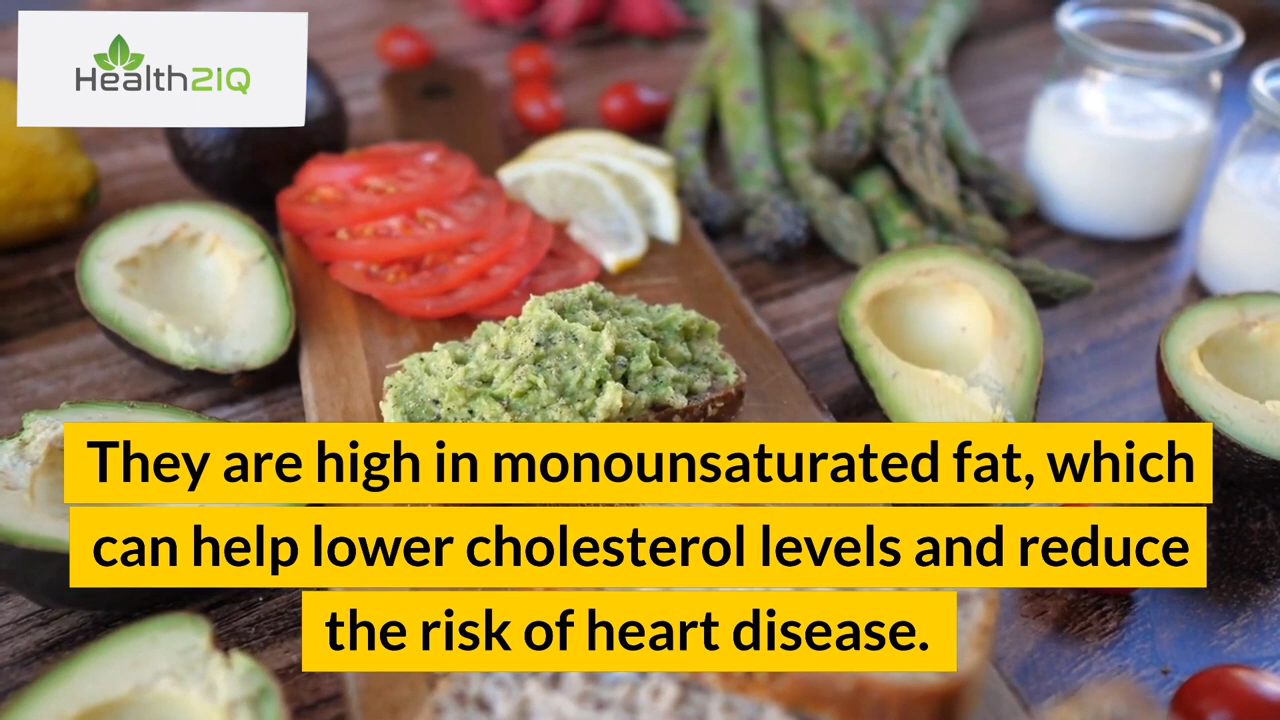 Health2IQ
They are high in monounsaturated fat, which
can help lower cholesterol levels and reduce
the risk of heart disease.